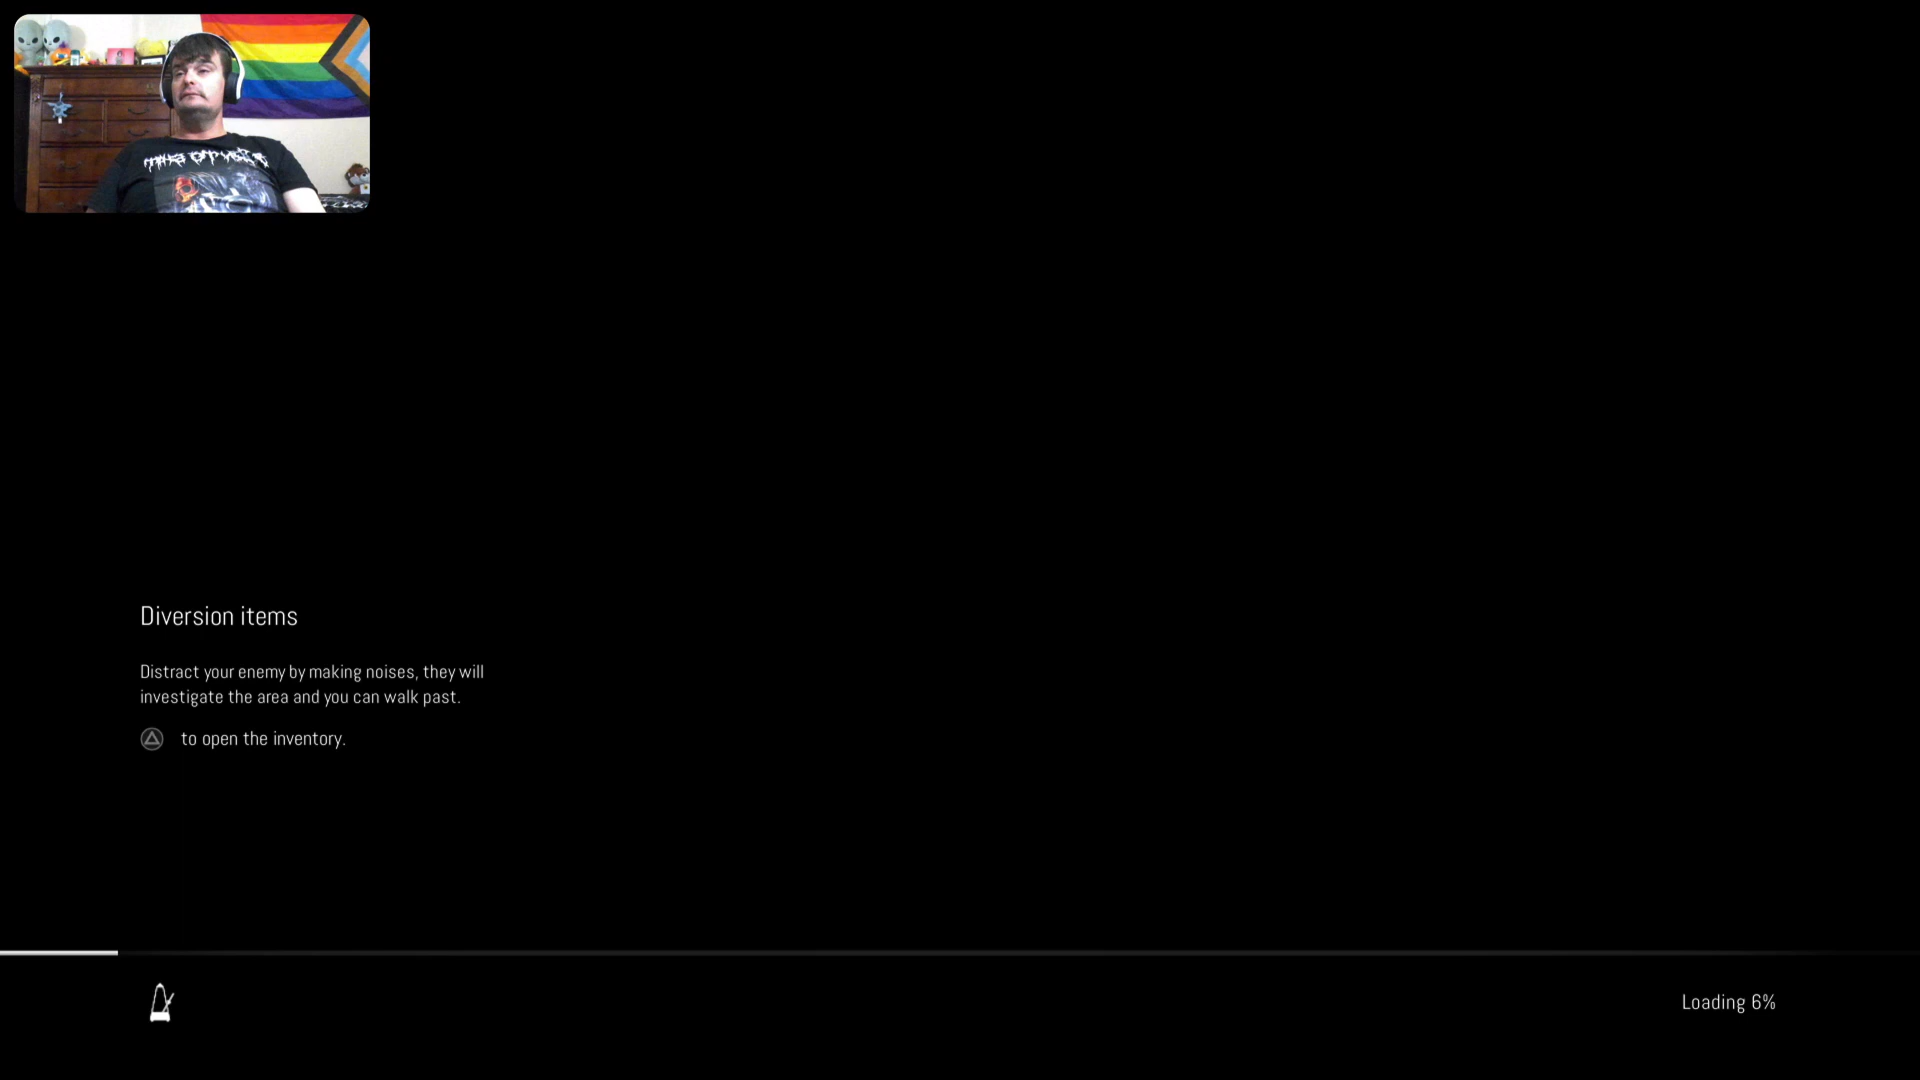 Diversion items
Distract your enemy by making noises, they will
investigate the area and you can walk past.
to open the inventory.
Loading 6%